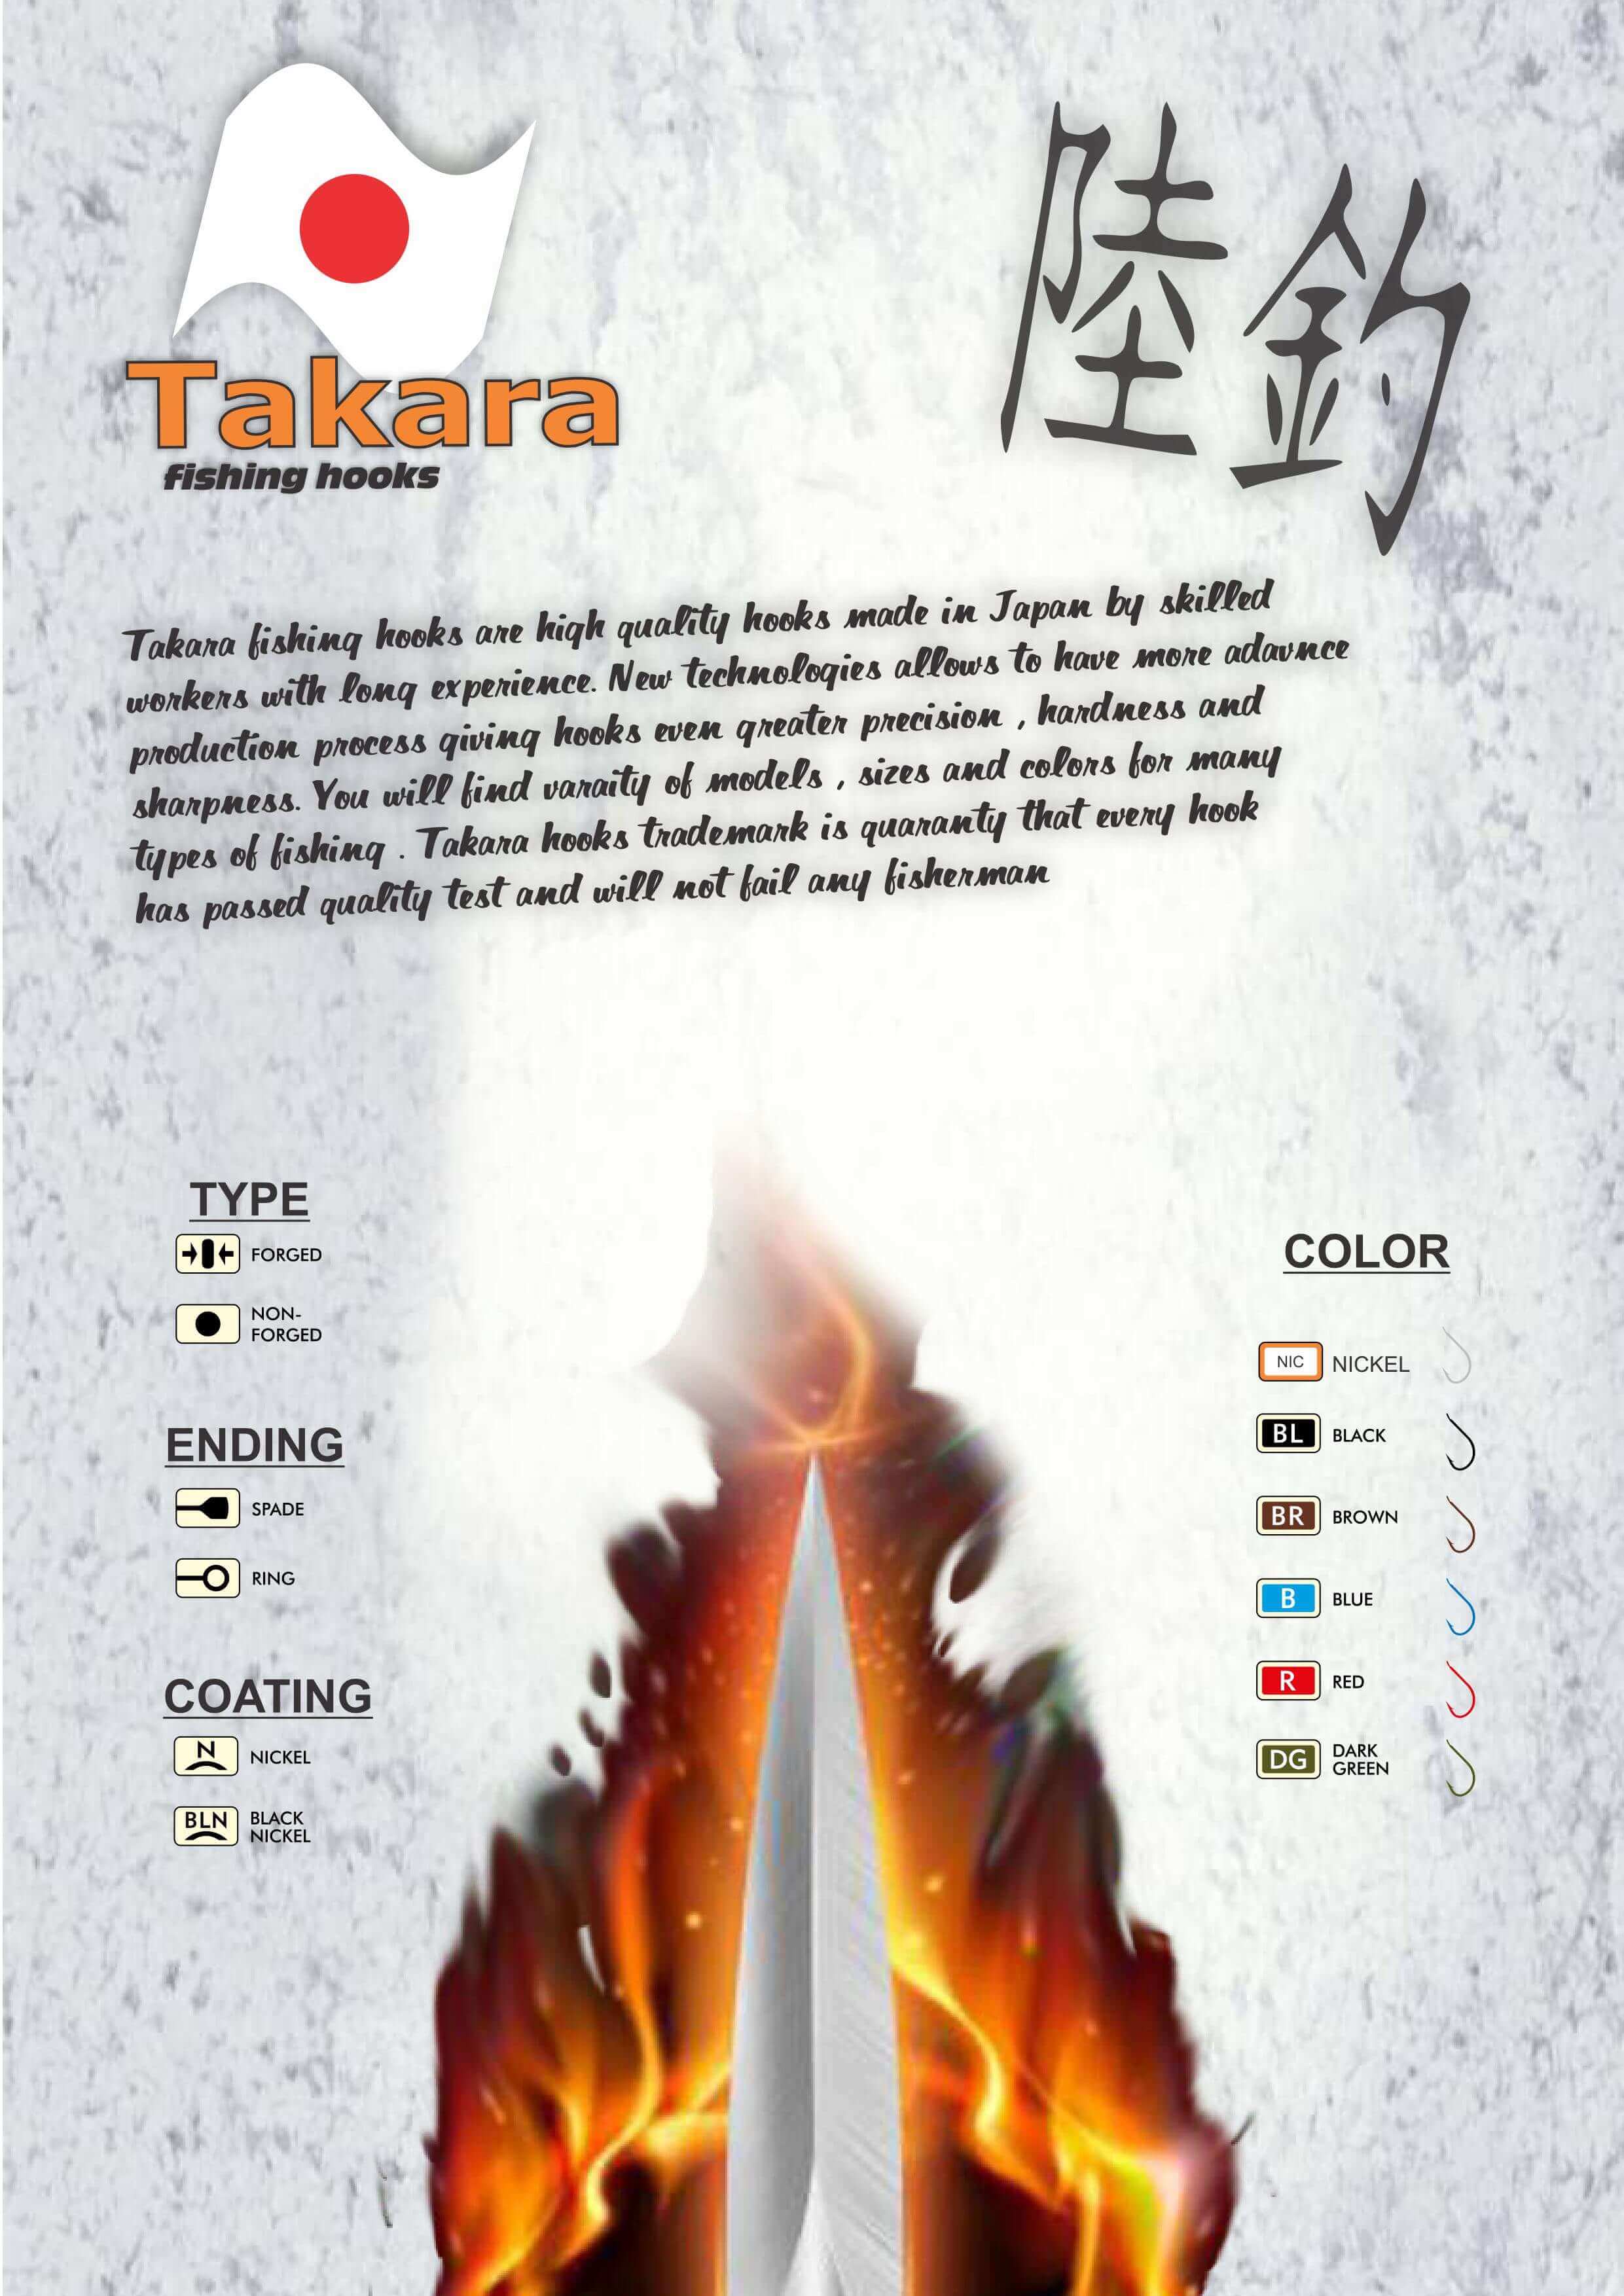 Takara
fishing hooks
陸釣
Takara fishing hooks are high quality hooks made in Japan by skilled
workers with long experience. New technologies allows to have more adavnce
production process giving hooks even greater precision , hardness and
sharpness. You will find varaity of models , sizes and colors for many
types of fishing . Takara hooks trademark is quaranty that every hook
has passed quality test and will not fail any fisherman
TYPE
FORGED
NON-
FORGED
ENDING
SPADE
RING
COATING
N NICKEL
BLN BLACK
NICKEL
COLOR
NIC NICKEL
BL BLACK
BR BROWN
B BLUE
R RED
DG DARK
GREEN